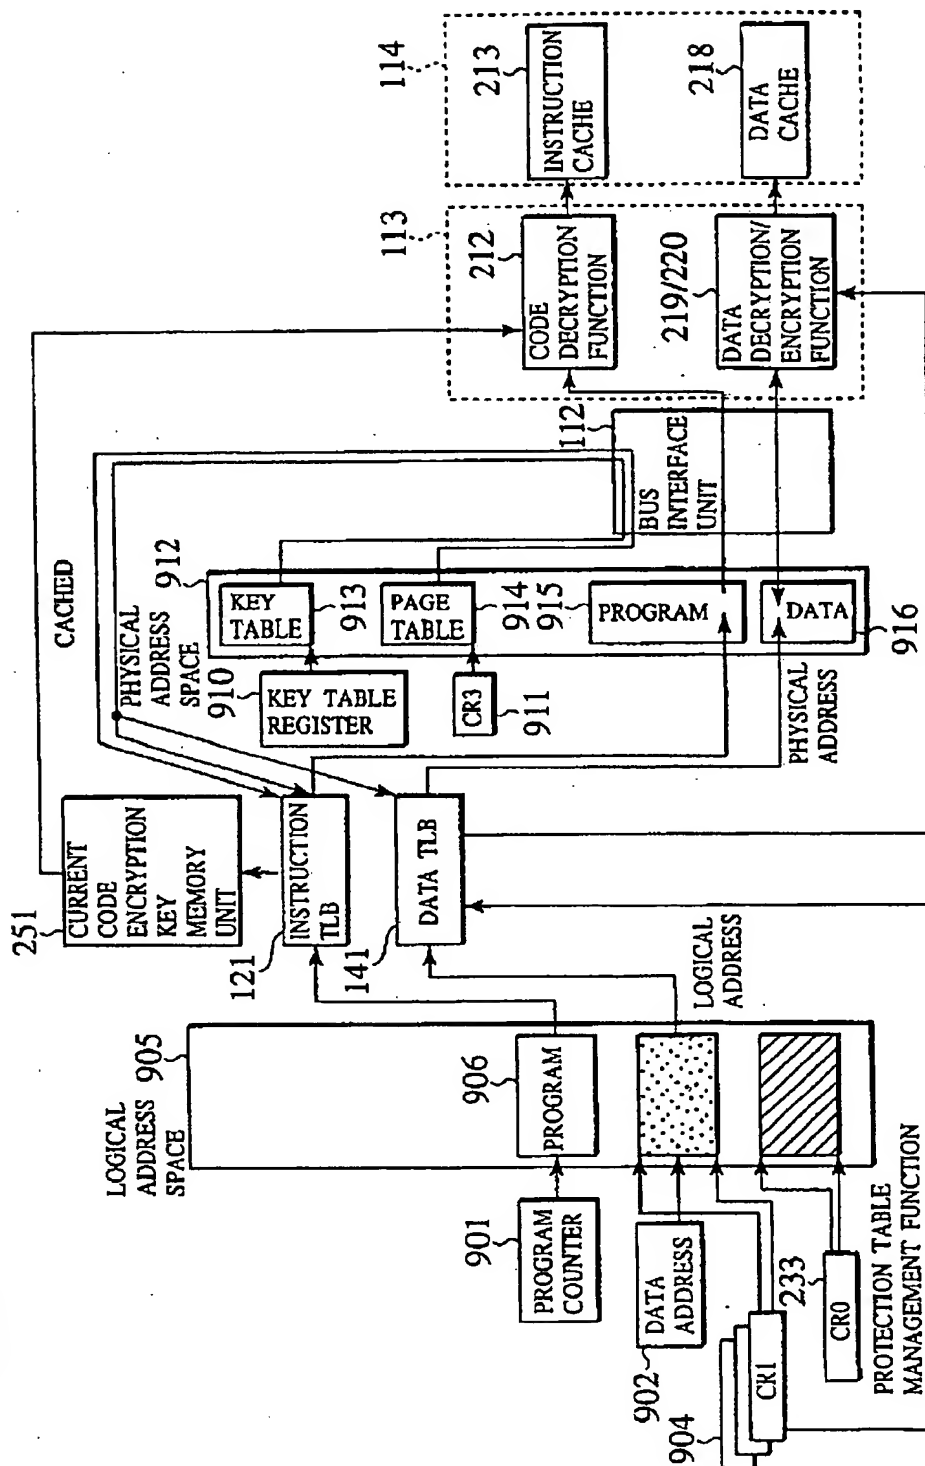 114
213
INSTRUCTION
CACHE
218
DATA
CACHE
113
212
CODE
DECRYPTION
FUNCTION
219/220
DATA
DECRYPTION/
ENCRYPTION
FUNCTION
112
BUS
INTERFACE
UNIT
CACHED
PHYSICAL
ADDRESS
SPACE
912
KEY
TABLE
913
PAGE
TABLE
914
915
PROGRAM
DATA
916
910
KEY TABLE
REGISTER
CR3
911
PHYSICAL
ADDRESS
251
CURRENT
CODE
ENCRYPTION
KEY
MEMORY
UNIT
121
INSTRUCTION
TLB
141
DATA TLB
LOGICAL
ADDRESS
LOGICAL
ADDRESS
SPACE
905
906
PROGRAM
901
PROGRAM
COUNTER
DATA
ADDRESS
902
904
CR1
233
CR0
PROTECTION TABLE
MANAGEMENT FUNCTION